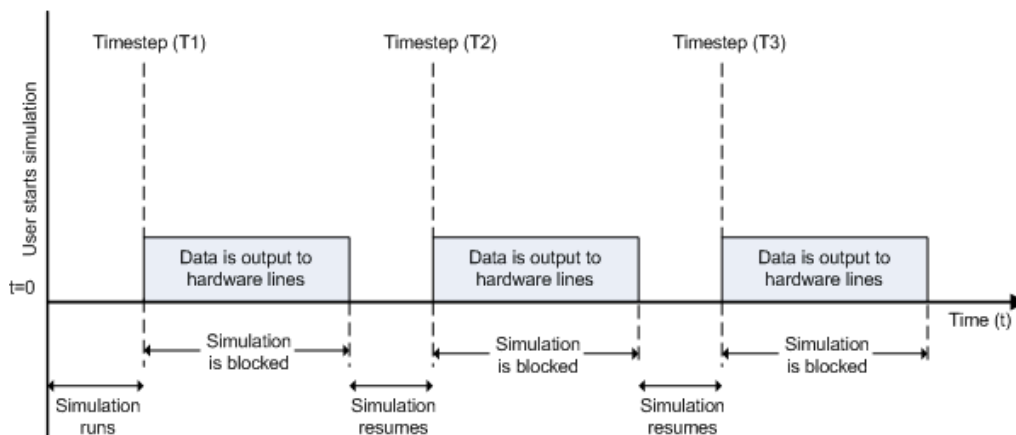 Timestep (T1)
Timestep (T2)
Timestep (T3)
User starts simulation
Data is output to
hardware lines
Data is output to
hardware lines
Data is output to
hardware lines
t=0
Time (t)
Simulation
is blocked
Simulation
is blocked
Simulation
is blocked
Simulation
runs
Simulation
resumes
Simulation
resumes